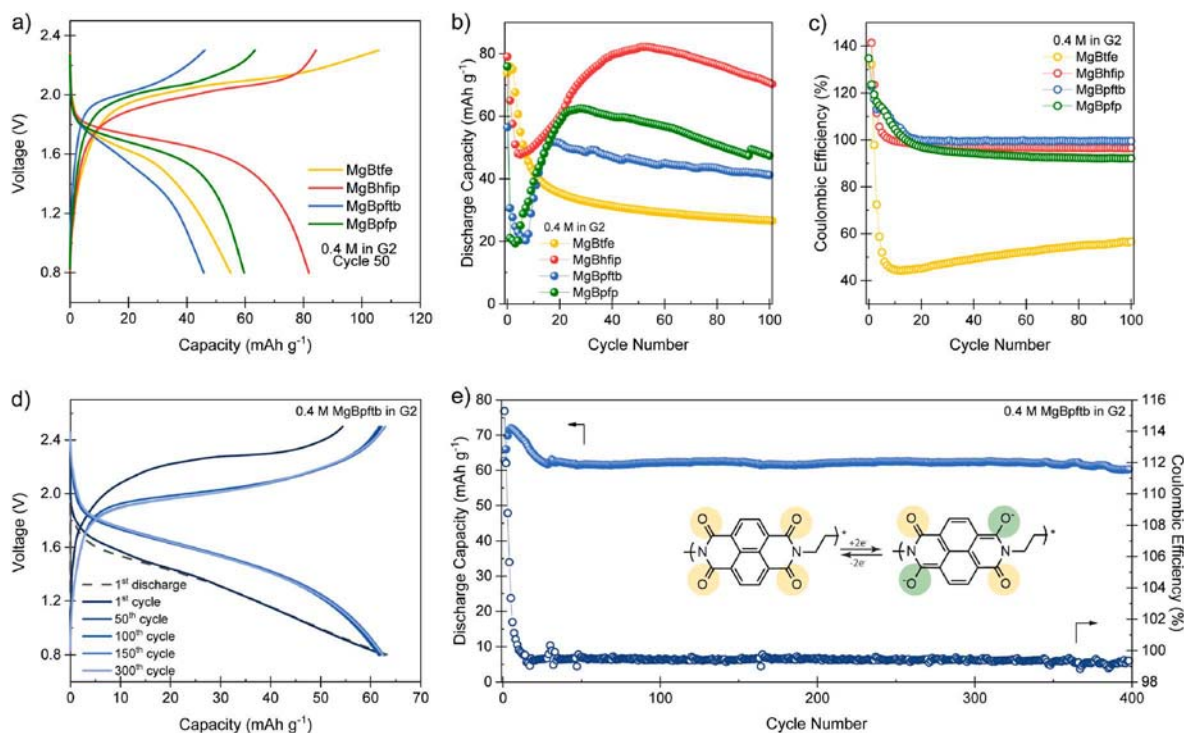 a)
2.4
2.0
1.6
1.2
0.8
Voltage (V)
MgBtfe
MgBhfip
MgBpftb
MgBpfp
0.4 M in G2
Cycle 50
0 20 40 60 80 100 120
Capacity (mAh g⁻¹)
b)
80
60
40
20
0
Discharge Capacity (mAh g⁻¹)
0.4 M in G2
MgBtfe
MgBhfip
MgBpftb
MgBpfp
0 20 40 60 80 100
Cycle Number
c)
140
120
100
80
60
40
Coulombic Efficiency (%)
0.4 M in G2
MgBtfe
MgBhfip
MgBpftb
MgBpfp
0 20 40 60 80 100
Cycle Number
d)
0.4 M MgBpftb in G2
2.4
2.0
1.6
1.2
0.8
Voltage (V)
1st discharge
1st cycle
50th cycle
100th cycle
150th cycle
300th cycle
0 10 20 30 40 50 60 70
Capacity (mAh g⁻¹)
e)
0.4 M MgBpftb in G2
80
70
60
50
40
30
20
10
0
Discharge Capacity (mAh g⁻¹)
O O
N N
O O
*
+2e⁻
-2e⁻
O O⁻
N N
O⁻ O
*
116
114
112
110
108
106
104
102
100
98
Coulombic Efficiency (%)
0 100 200 300 400
Cycle Number